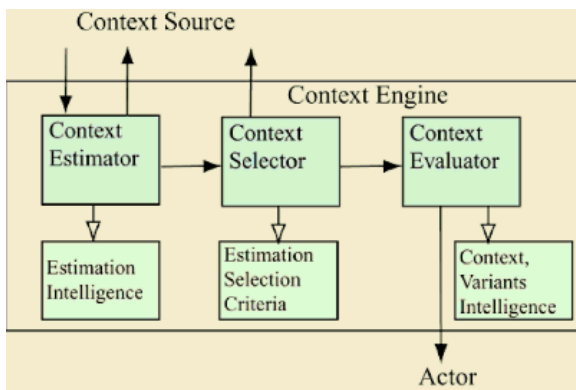 Context Source
Context Engine
Context
Estimator
Context
Selector
Context
Evaluator
Estimation
Intelligence
Estimation
Selection
Criteria
Context,
Variants
Intelligence
Actor